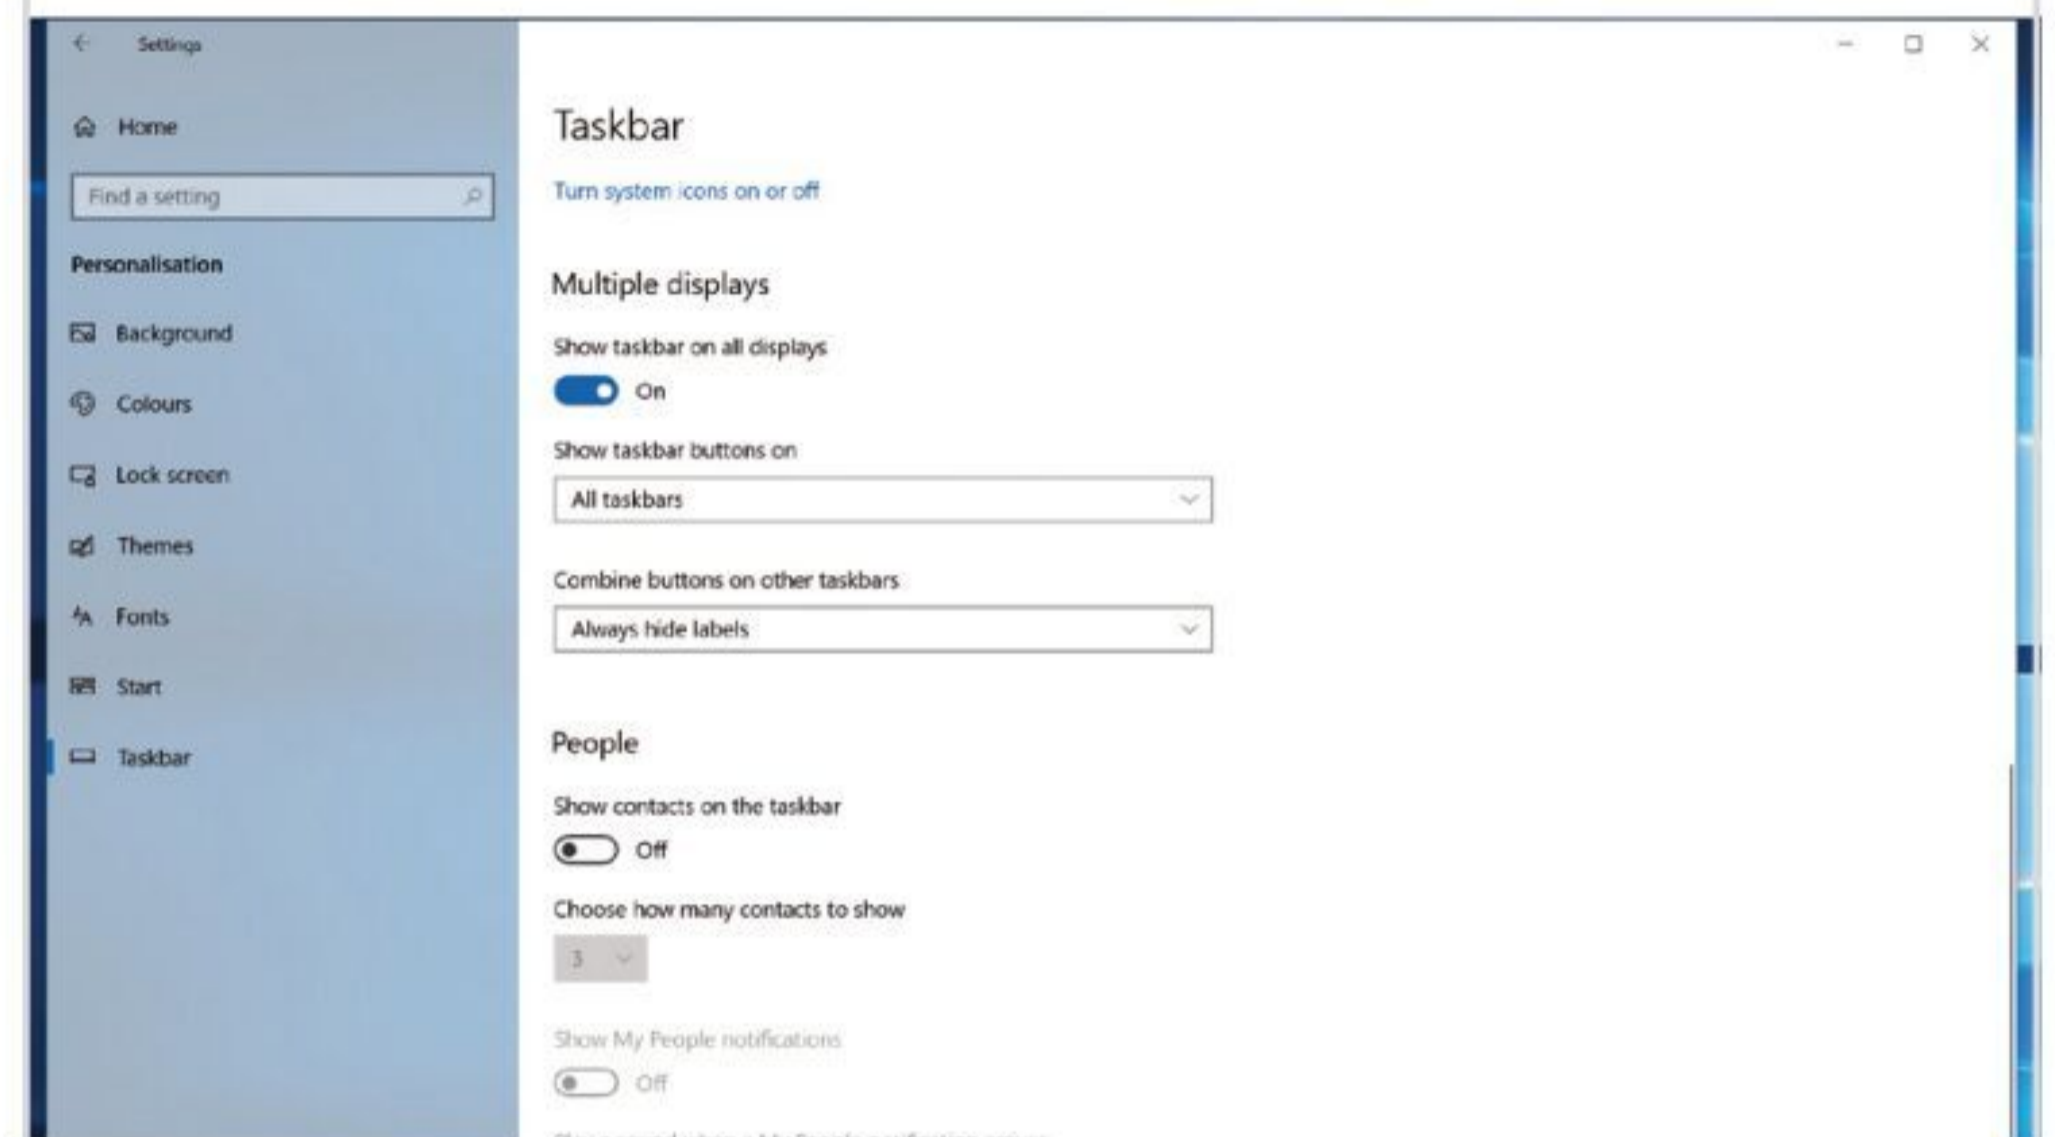 Settings
Home
Find a setting
Personalisation
Background
Colours
Lock screen
Themes
Fonts
Start
Taskbar
Taskbar
Turn system icons on or off
Multiple displays
Show taskbar on all displays
On
Show taskbar buttons on
All taskbars
Combine buttons on other taskbars
Always hide labels
People
Show contacts on the taskbar
Off
Choose how many contacts to show
3
Show My People notifications
Off